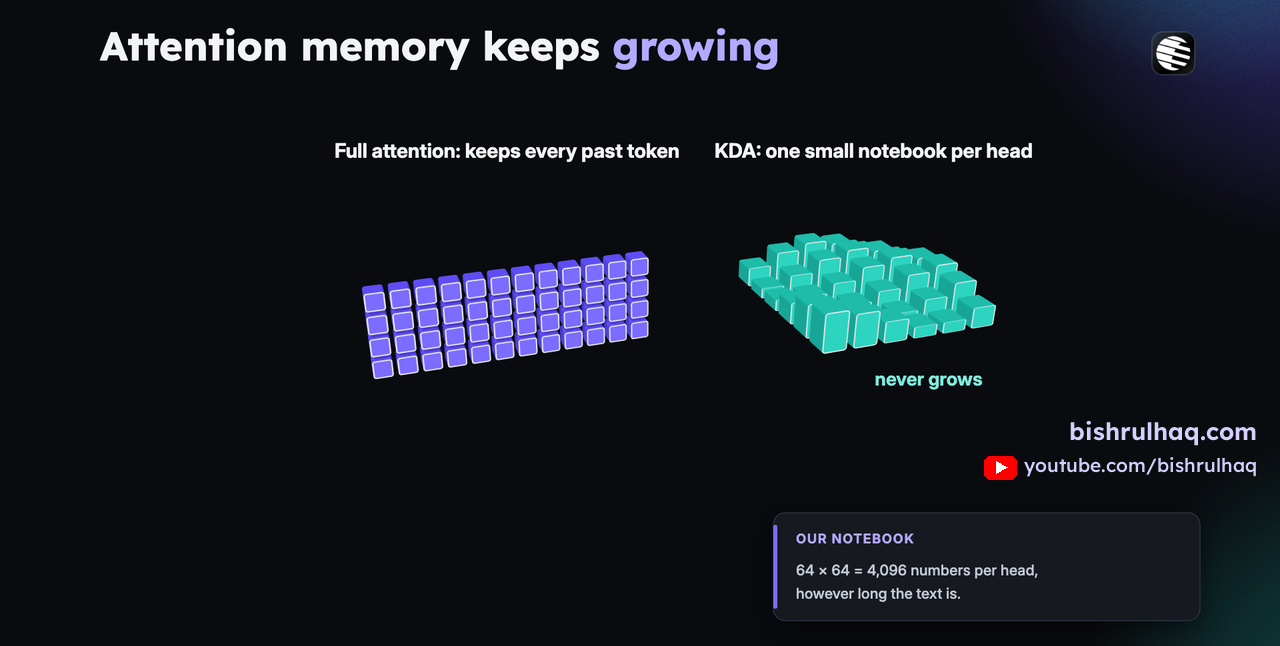 Attention memory keeps growing
Full attention: keeps every past token
KDA: one small notebook per head
never grows
bishrulhaq.com
youtube.com/bishrulhaq
OUR NOTEBOOK
64 × 64 = 4,096 numbers per head,
however long the text is.